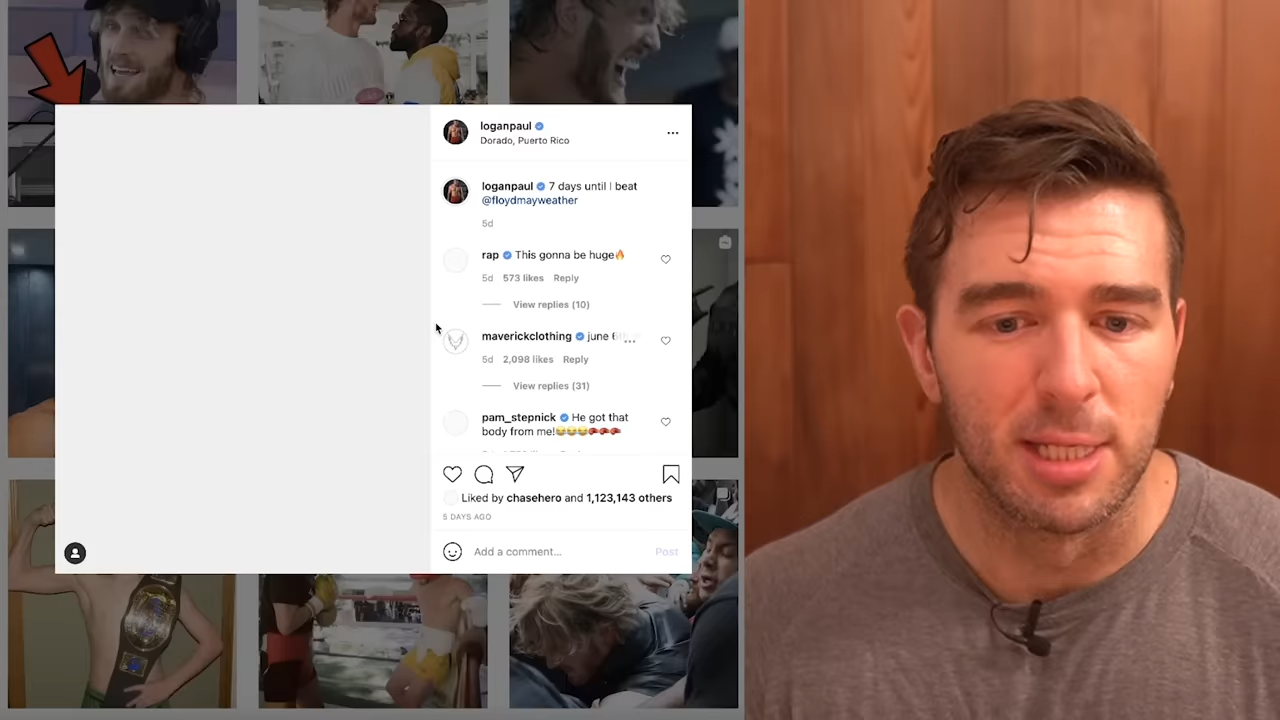 loganpaul
Dorado, Puerto Rico
loganpaul 7 days until I beat
@floydmayweather
5d
rap This gonna be huge🔥
5d 573 likes Reply
View replies (10)
maverickclothing june 6th
5d 2,098 likes Reply
View replies (31)
pam_stepnick He got that
body from me!😂😂😂🥊🥊🥊
Liked by chasehero and 1,123,143 others
5 DAYS AGO
Add a comment...
Post